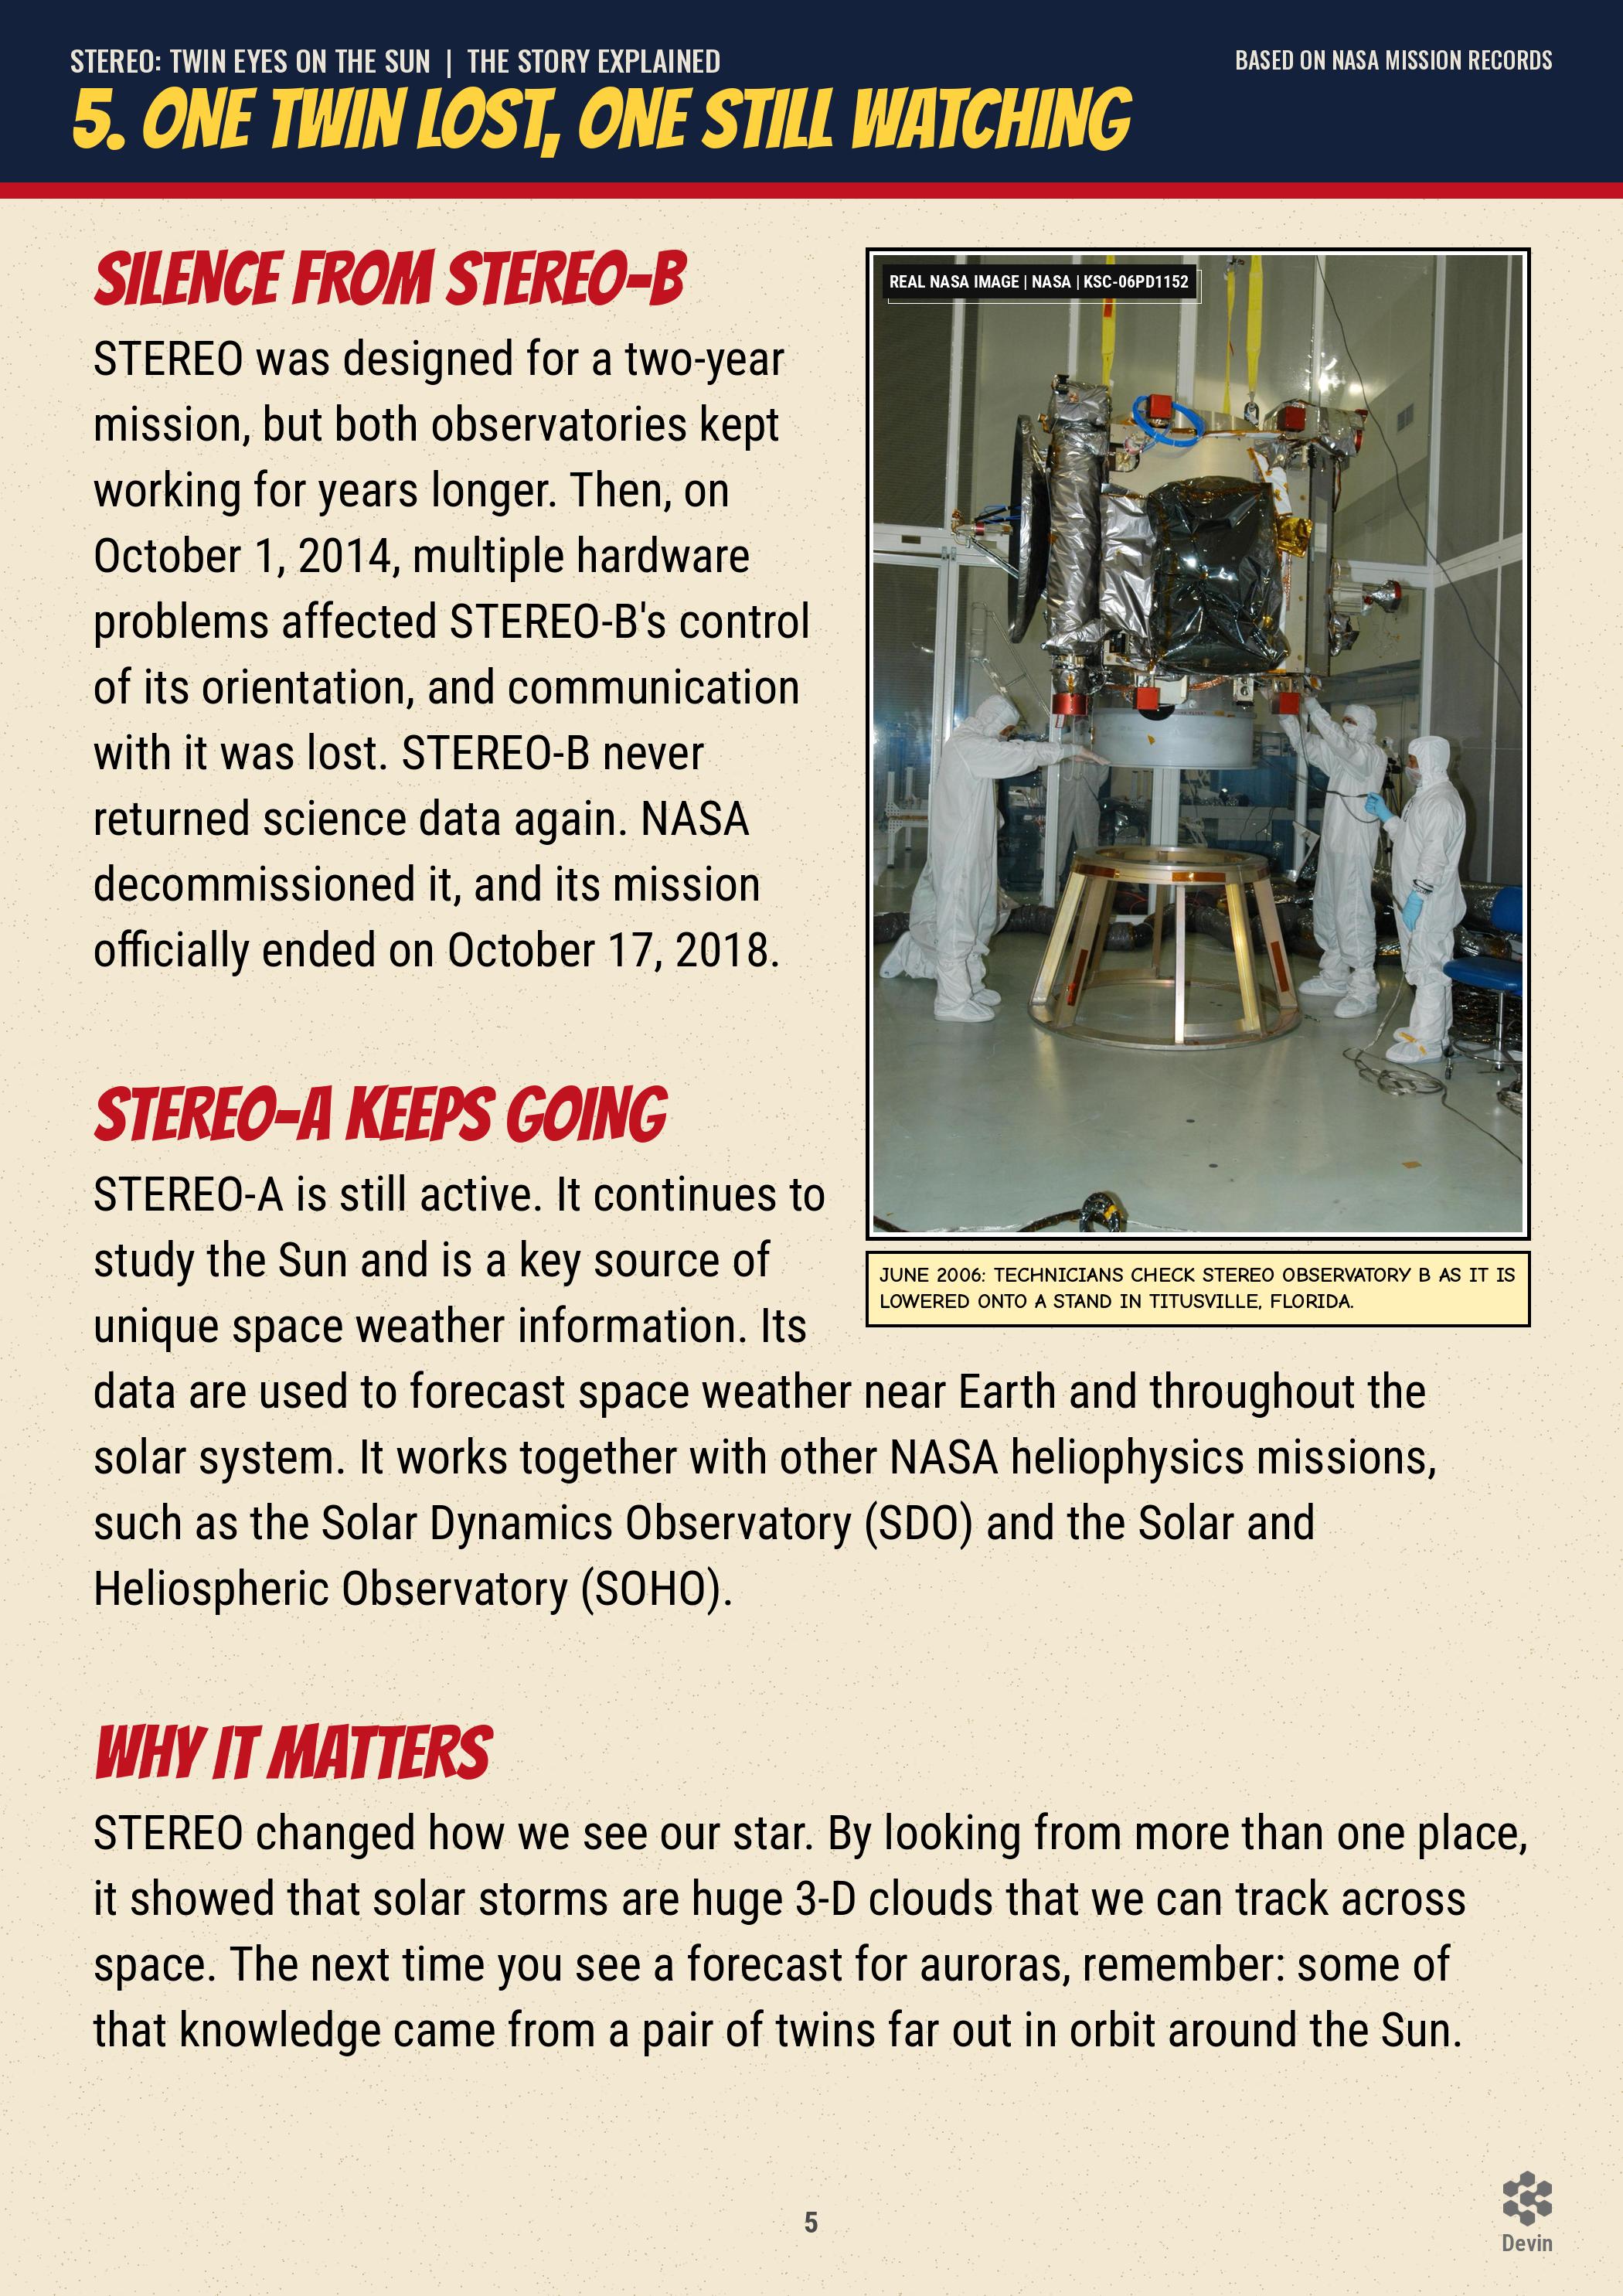 STEREO: TWIN EYES ON THE SUN | THE STORY EXPLAINED
BASED ON NASA MISSION RECORDS
5. ONE TWIN LOST, ONE STILL WATCHING
SILENCE FROM STEREO-B
STEREO was designed for a two-year
mission, but both observatories kept
working for years longer. Then, on
October 1, 2014, multiple hardware
problems affected STEREO-B's control
of its orientation, and communication
with it was lost. STEREO-B never
returned science data again. NASA
decommissioned it, and its mission
officially ended on October 17, 2018.
REAL NASA IMAGE | NASA | KSC-06PD1152
JUNE 2006: TECHNICIANS CHECK STEREO OBSERVATORY B AS IT IS
LOWERED ONTO A STAND IN TITUSVILLE, FLORIDA.
STEREO-A KEEPS GOING
STEREO-A is still active. It continues to
study the Sun and is a key source of
unique space weather information. Its
data are used to forecast space weather near Earth and throughout the
solar system. It works together with other NASA heliophysics missions,
such as the Solar Dynamics Observatory (SDO) and the Solar and
Heliospheric Observatory (SOHO).
WHY IT MATTERS
STEREO changed how we see our star. By looking from more than one place,
it showed that solar storms are huge 3-D clouds that we can track across
space. The next time you see a forecast for auroras, remember: some of
that knowledge came from a pair of twins far out in orbit around the Sun.
5
Devin